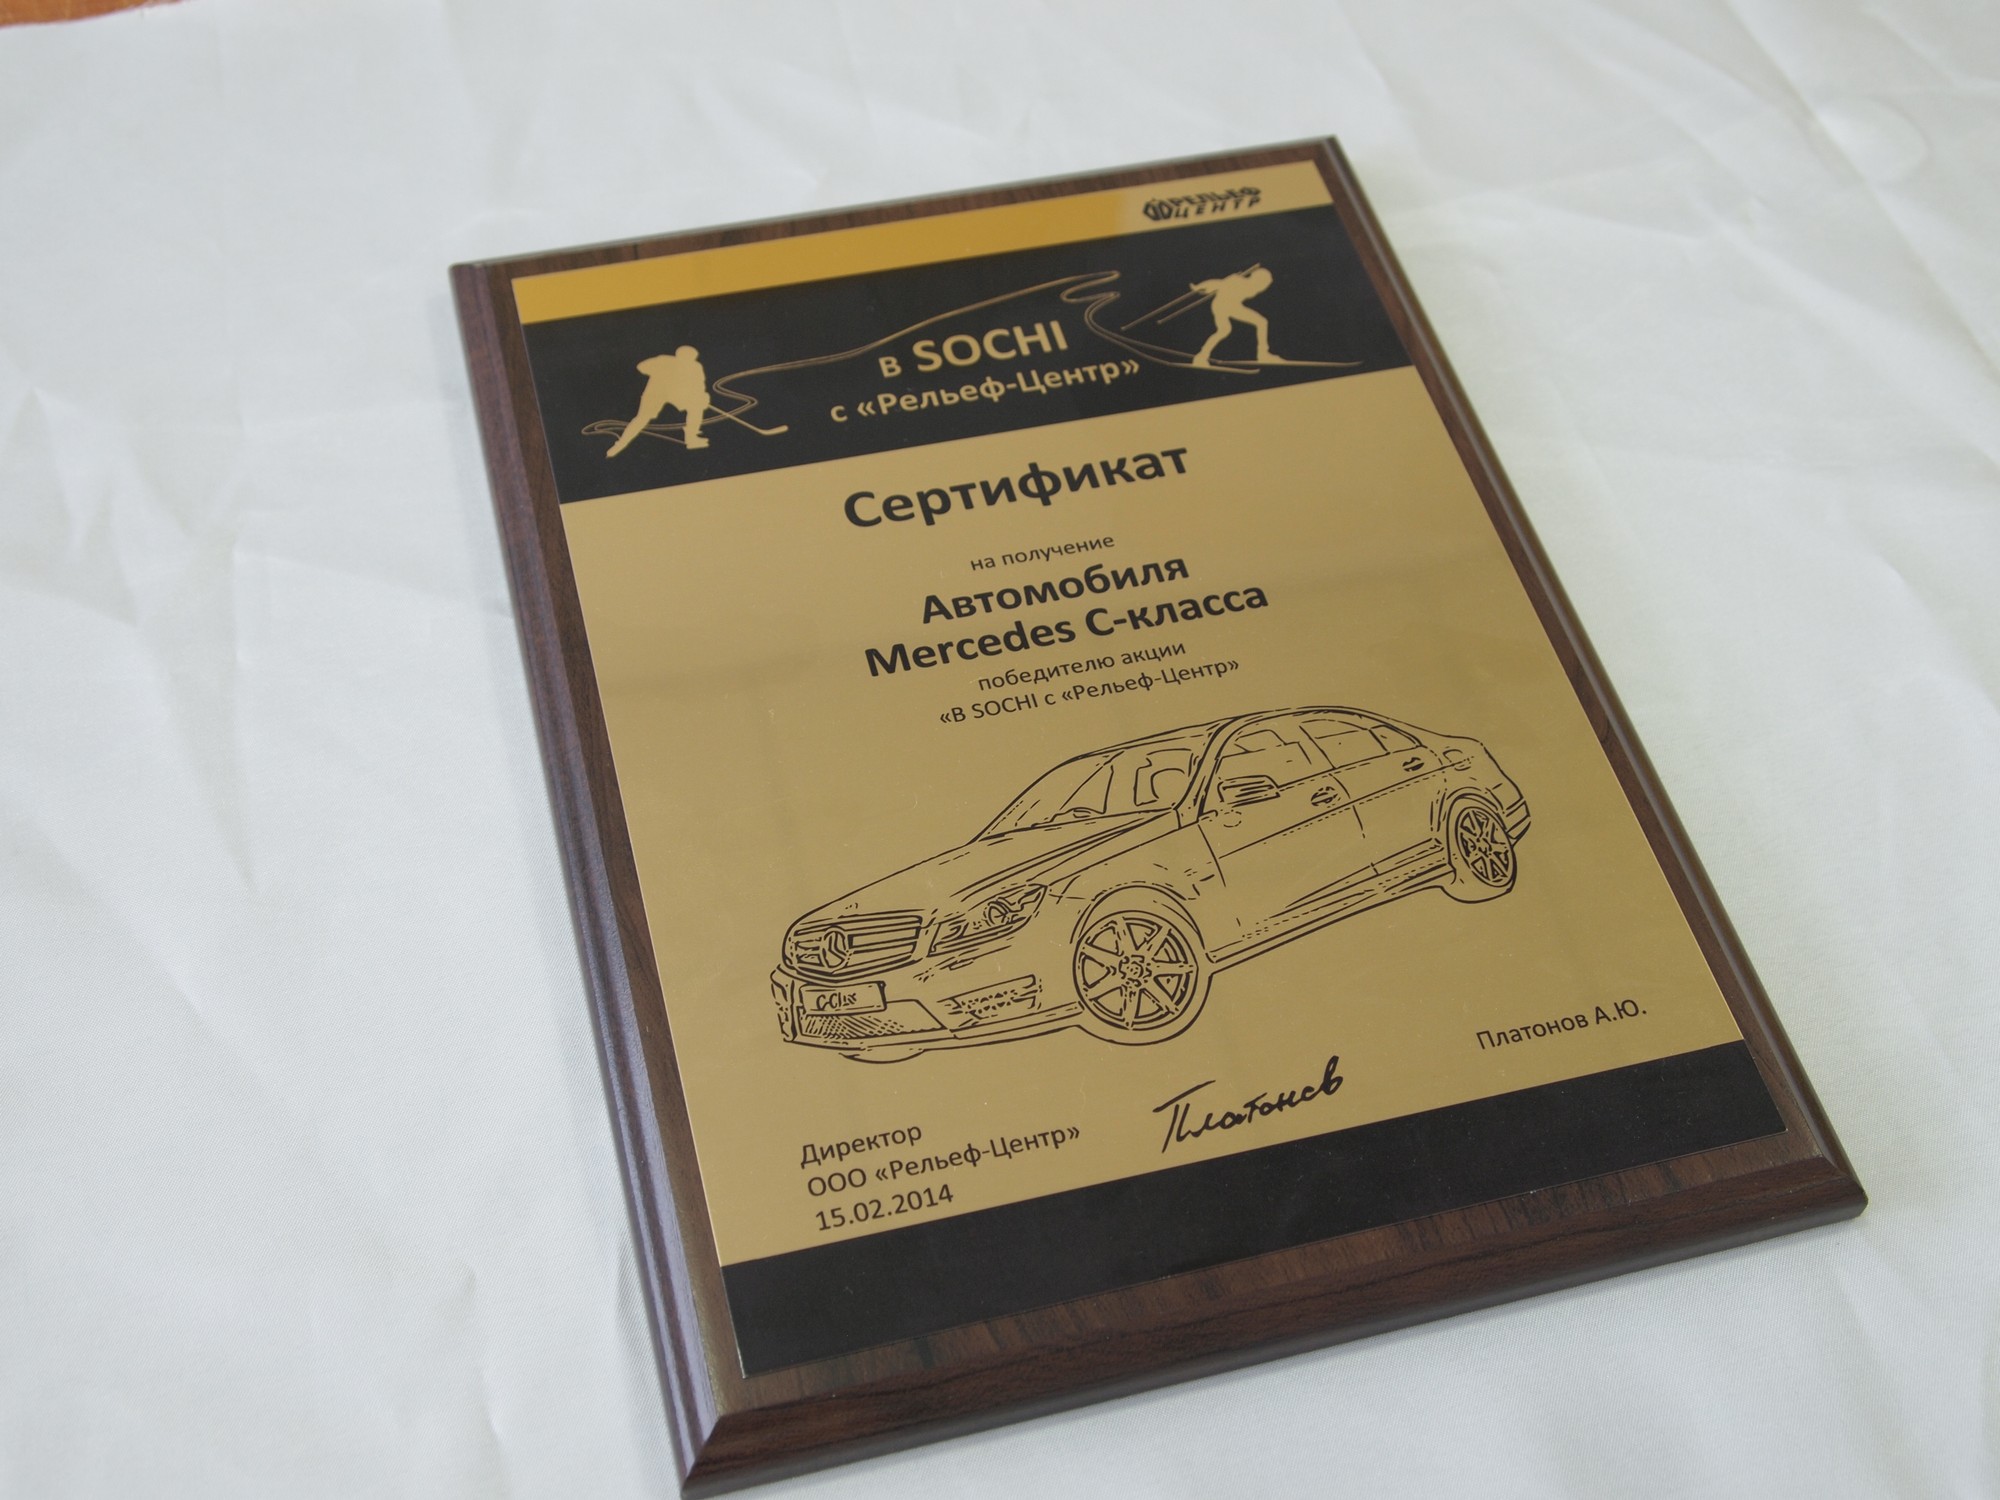 РЕЛЬЕФ
ЦЕНТР
В SOCHI
с «Рельеф-Центр»
Сертификат
на получение
Автомобиля
Mercedes С-класса
победителю акции
«В SOCHI с «Рельеф-Центр»
C-Class
Платонов А.Ю.
Платонов
Директор
ООО «Рельеф-Центр»
15.02.2014